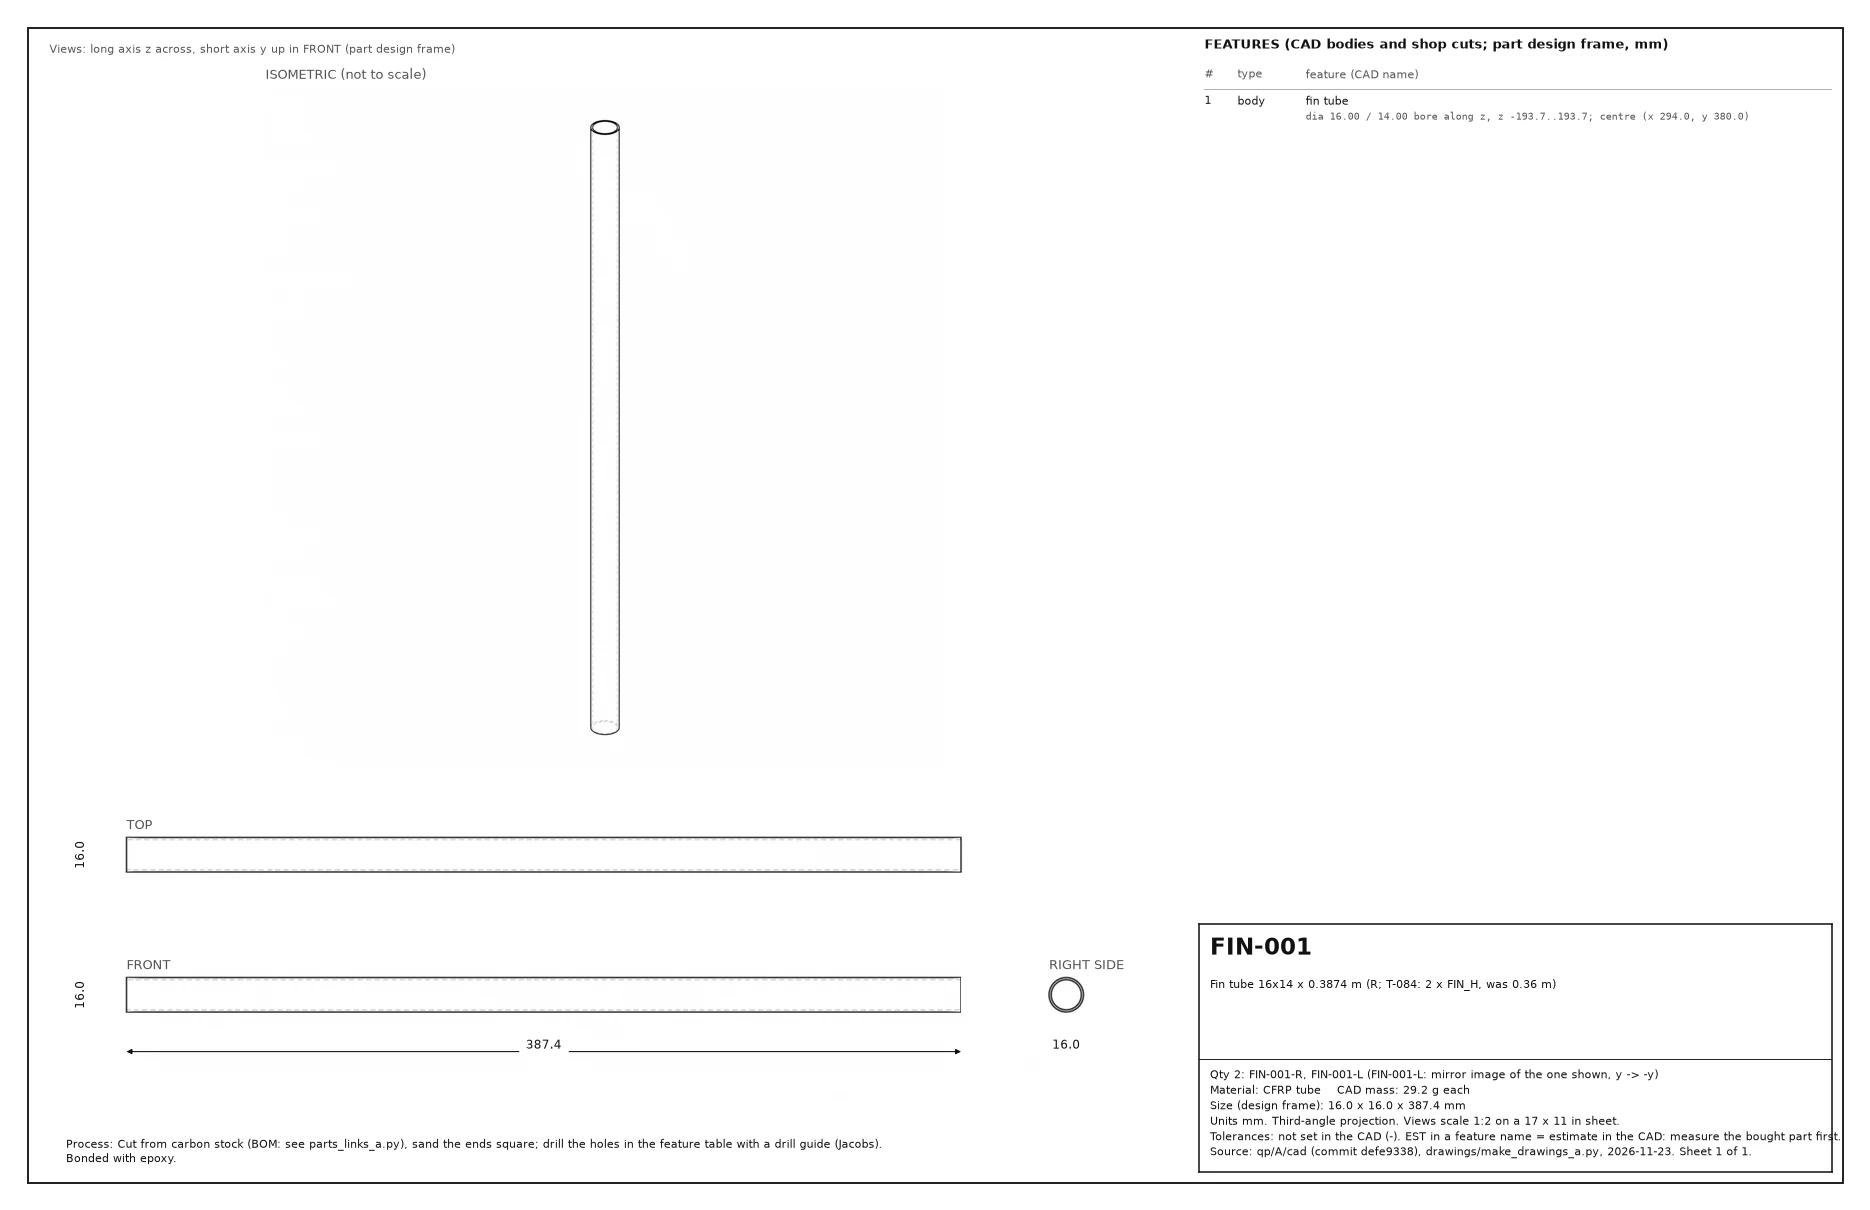 Views: long axis z across, short axis y up in FRONT (part design frame)
ISOMETRIC (not to scale)
FEATURES (CAD bodies and shop cuts; part design frame, mm)
# type feature (CAD name)
1 body fin tube
dia 16.00 / 14.00 bore along z, z -193.7..193.7; centre (x 294.0, y 380.0)
TOP
16.0
FRONT
16.0
387.4
RIGHT SIDE
16.0
Process: Cut from carbon stock (BOM: see parts_links_a.py), sand the ends square; drill the holes in the feature table with a drill guide (Jacobs).
Bonded with epoxy.
FIN-001
Fin tube 16x14 x 0.3874 m (R; T-084: 2 x FIN_H, was 0.36 m)
Qty 2: FIN-001-R, FIN-001-L (FIN-001-L: mirror image of the one shown, y -> -y)
Material: CFRP tube CAD mass: 29.2 g each
Size (design frame): 16.0 x 16.0 x 387.4 mm
Units mm. Third-angle projection. Views scale 1:2 on a 17 x 11 in sheet.
Tolerances: not set in the CAD (-). EST in a feature name = estimate in the CAD: measure the bought part first.
Source: qp/A/cad (commit defe9338), drawings/make_drawings_a.py, 2026-11-23. Sheet 1 of 1.